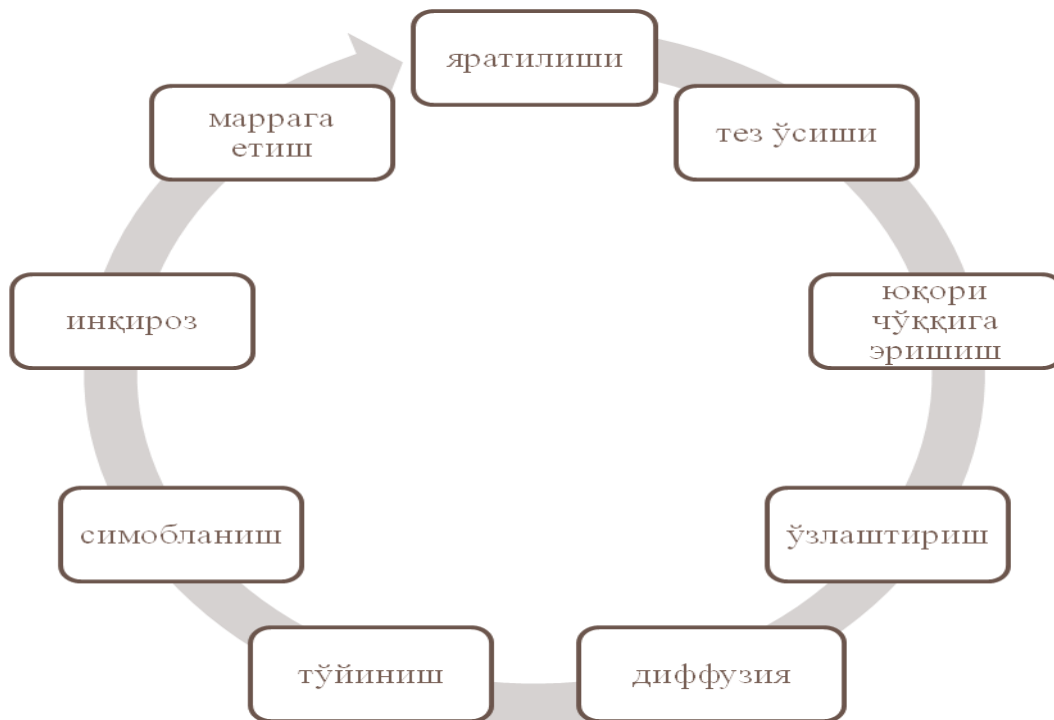 яратилиши
тез ўсиши
юқори
чўққига
эришиш
ўзлаштириш
диффузия
тўйиниш
симобланиш
инқироз
маррага
етиш